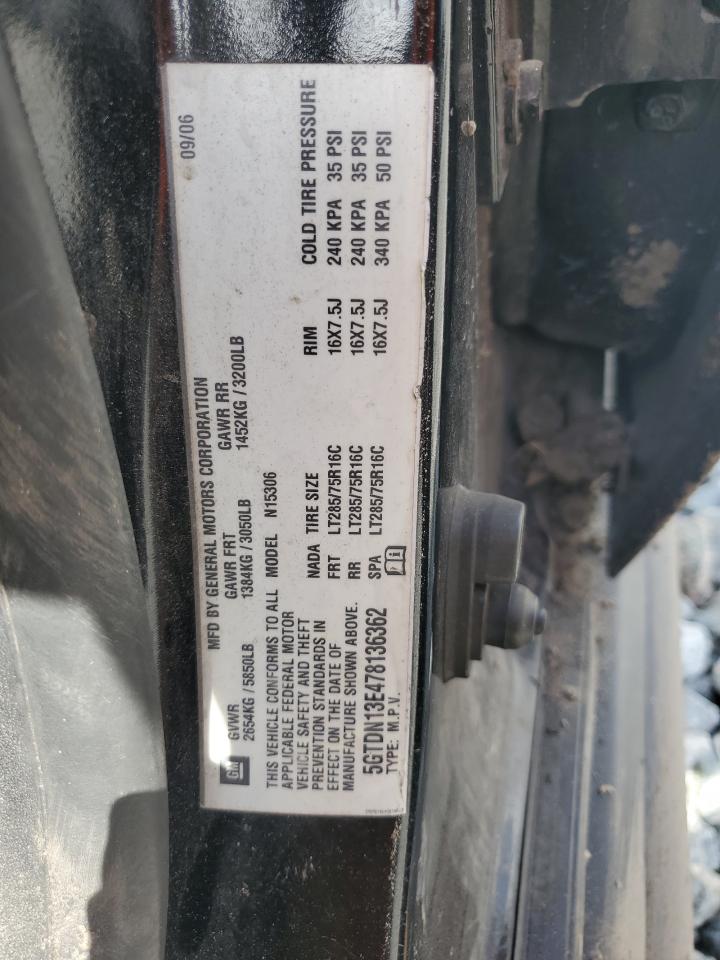 MFD BY GENERAL MOTORS CORPORATION 09/06
GM
GVWR GAWR FRT GAWR RR
2654KG / 5850LB 1384KG / 3050LB 1452KG / 3200LB
THIS VEHICLE CONFORMS TO ALL
APPLICABLE FEDERAL MOTOR
VEHICLE SAFETY AND THEFT
PREVENTION STANDARDS IN
EFFECT ON THE DATE OF
MANUFACTURE SHOWN ABOVE.
5GTDN13E478136362
TYPE: M.P.V.
MODEL N15306
NADA TIRE SIZE RIM COLD TIRE PRESSURE
FRT LT285/75R16C 16X7.5J 240 KPA 35 PSI
RR LT285/75R16C 16X7.5J 240 KPA 35 PSI
SPA LT285/75R16C 16X7.5J 340 KPA 50 PSI